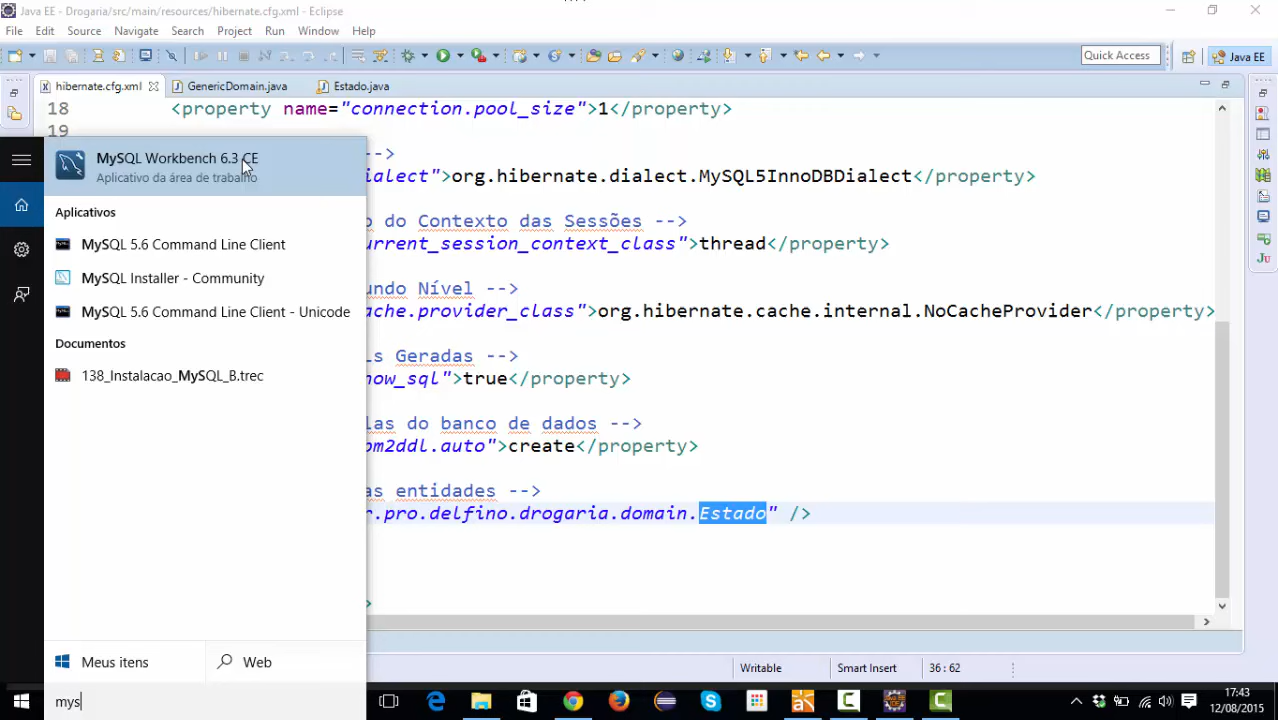 Java EE - Drogaria/src/main/resources/hibernate.cfg.xml - Eclipse
File Edit Source Navigate Search Project Run Window Help
Quick Access
Java EE
hibernate.cfg.xml
GenericDomain.java
Estado.java
18 <property name="connection.pool_size">1</property>
19
-->
ialect">org.hibernate.dialect.MySQL5InnoDBDialect</property>
o do Contexto das Sessões -->
urrent_session_context_class">thread</property>
undo Nível -->
ache.provider_class">org.hibernate.cache.internal.NoCacheProvider</property>
Ls Geradas -->
how_sql">true</property>
las do banco de dados -->
bm2ddl.auto">create</property>
as entidades -->
r.pro.delfino.drogaria.domain.Estado" />
>
MySQL Workbench 6.3 CE
Aplicativo da área de trabalho
Aplicativos
MySQL 5.6 Command Line Client
MySQL Installer - Community
MySQL 5.6 Command Line Client - Unicode
Documentos
138_Instalacao_MySQL_B.trec
Meus itens
Web
mys
Writable
Smart Insert
36 : 62
17:43
12/08/2015